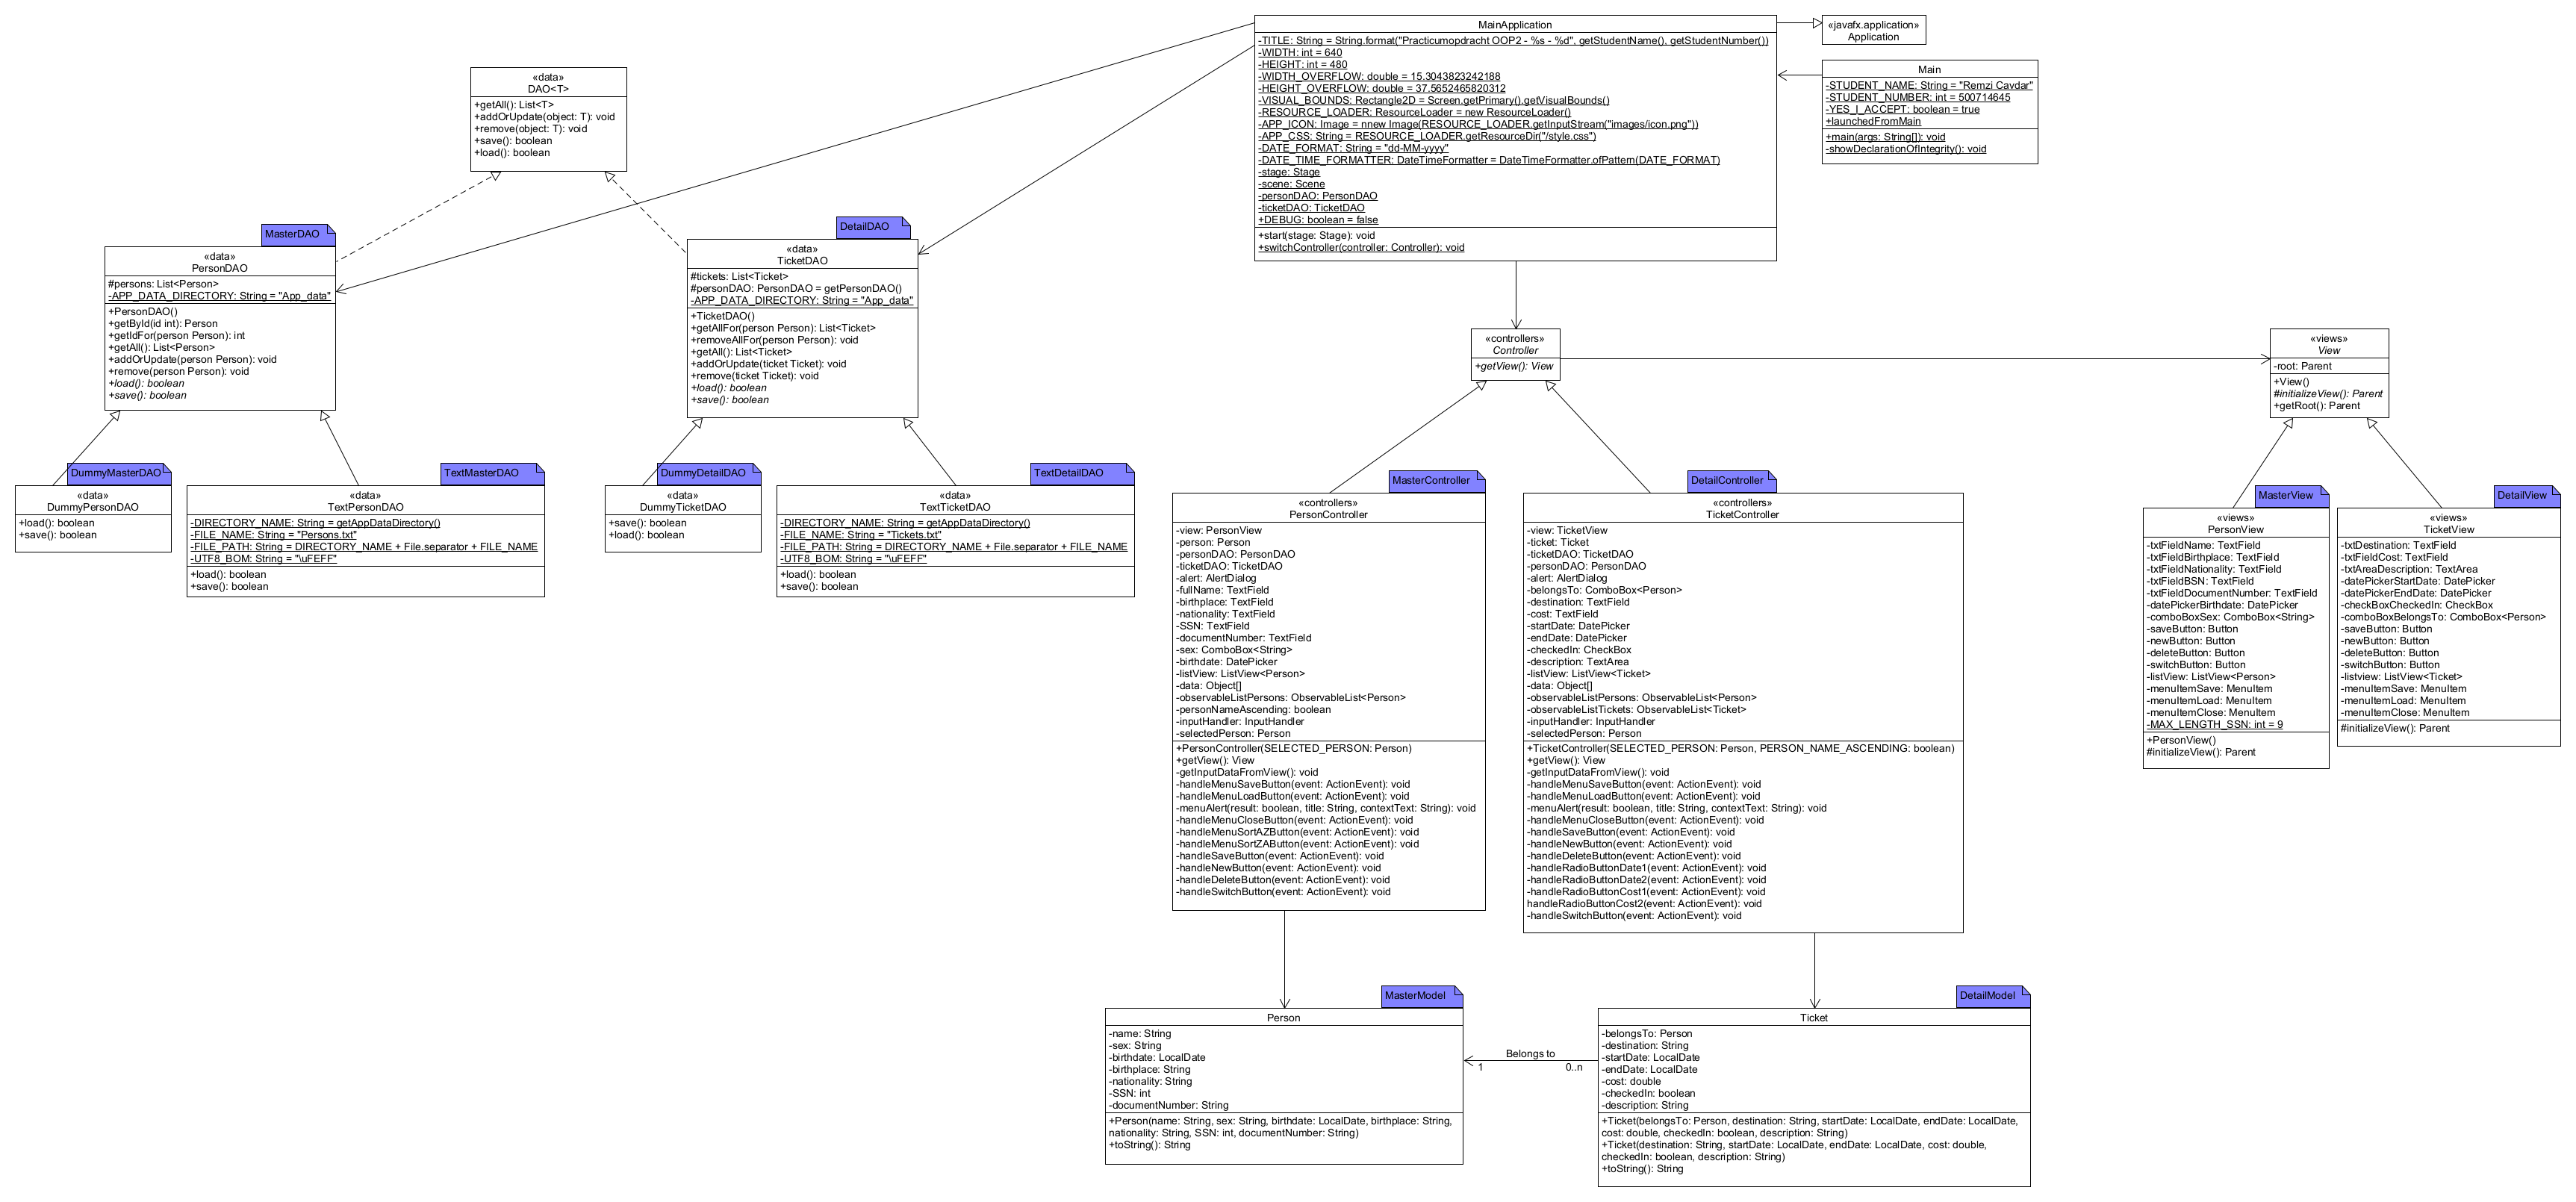 MainApplication
-TITLE: String = String.format("Practicumopdracht OOP2 - %s - %d", getStudentName(), getStudentNumber())
-WIDTH: int = 640
-HEIGHT: int = 480
-WIDTH_OVERFLOW: double = 15.3043823242188
-HEIGHT_OVERFLOW: double = 37.5652465820312
-VISUAL_BOUNDS: Rectangle2D = Screen.getPrimary().getVisualBounds()
-RESOURCE_LOADER: ResourceLoader = new ResourceLoader()
-APP_ICON: Image = nnew Image(RESOURCE_LOADER.getInputStream("images/icon.png"))
-APP_CSS: String = RESOURCE_LOADER.getResourceDir("/style.css")
-DATE_FORMAT: String = "dd-MM-yyyy"
-DATE_TIME_FORMATTER: DateTimeFormatter = DateTimeFormatter.ofPattern(DATE_FORMAT)
-stage: Stage
-scene: Scene
-personDAO: PersonDAO
-ticketDAO: TicketDAO
+DEBUG: boolean = false
+start(stage: Stage): void
+switchController(controller: Controller): void
«javafx.application»
Application
Main
-STUDENT_NAME: String = "Remzi Cavdar"
-STUDENT_NUMBER: int = 500714645
-YES_I_ACCEPT: boolean = true
+launchedFromMain
+main(args: String[]): void
-showDeclarationOfIntegrity(): void
«data»
DAO<T>
+getAll(): List<T>
+addOrUpdate(object: T): void
+remove(object: T): void
+save(): boolean
+load(): boolean
MasterDAO
«data»
PersonDAO
#persons: List<Person>
-APP_DATA_DIRECTORY: String = "App_data"
+PersonDAO()
+getById(id int): Person
+getIdFor(person Person): int
+getAll(): List<Person>
+addOrUpdate(person Person): void
+remove(person Person): void
+load(): boolean
+save(): boolean
DetailDAO
«data»
TicketDAO
#tickets: List<Ticket>
#personDAO: PersonDAO = getPersonDAO()
-APP_DATA_DIRECTORY: String = "App_data"
+TicketDAO()
+getAllFor(person Person): List<Ticket>
+removeAllFor(person Person): void
+getAll(): List<Ticket>
+addOrUpdate(ticket Ticket): void
+remove(ticket Ticket): void
+load(): boolean
+save(): boolean
DummyMasterDAO
«data»
DummyPersonDAO
+load(): boolean
+save(): boolean
TextMasterDAO
«data»
TextPersonDAO
-DIRECTORY_NAME: String = getAppDataDirectory()
-FILE_NAME: String = "Persons.txt"
-FILE_PATH: String = DIRECTORY_NAME + File.separator + FILE_NAME
-UTF8_BOM: String = "\uFEFF"
+load(): boolean
+save(): boolean
DummyDetailDAO
«data»
DummyTicketDAO
+save(): boolean
+load(): boolean
TextDetailDAO
«data»
TextTicketDAO
-DIRECTORY_NAME: String = getAppDataDirectory()
-FILE_NAME: String = "Tickets.txt"
-FILE_PATH: String = DIRECTORY_NAME + File.separator + FILE_NAME
-UTF8_BOM: String = "\uFEFF"
+load(): boolean
+save(): boolean
«controllers»
Controller
+getView(): View
«views»
View
-root: Parent
+View()
#initializeView(): Parent
+getRoot(): Parent
MasterController
«controllers»
PersonController
-view: PersonView
-person: Person
-personDAO: PersonDAO
-ticketDAO: TicketDAO
-alert: AlertDialog
-fullName: TextField
-birthplace: TextField
-nationality: TextField
-SSN: TextField
-documentNumber: TextField
-sex: ComboBox<String>
-birthdate: DatePicker
-listView: ListView<Person>
-data: Object[]
-observableListPersons: ObservableList<Person>
-personNameAscending: boolean
-inputHandler: InputHandler
-selectedPerson: Person
+PersonController(SELECTED_PERSON: Person)
+getView(): View
-getInputDataFromView(): void
-handleMenuSaveButton(event: ActionEvent): void
-handleMenuLoadButton(event: ActionEvent): void
-menuAlert(result: boolean, title: String, contextText: String): void
-handleMenuCloseButton(event: ActionEvent): void
-handleMenuSortAZButton(event: ActionEvent): void
-handleMenuSortZAButton(event: ActionEvent): void
-handleSaveButton(event: ActionEvent): void
-handleNewButton(event: ActionEvent): void
-handleDeleteButton(event: ActionEvent): void
-handleSwitchButton(event: ActionEvent): void
DetailController
«controllers»
TicketController
-view: TicketView
-ticket: Ticket
-ticketDAO: TicketDAO
-personDAO: PersonDAO
-alert: AlertDialog
-belongsTo: ComboBox<Person>
-destination: TextField
-cost: TextField
-startDate: DatePicker
-endDate: DatePicker
-checkedIn: CheckBox
-description: TextArea
-listView: ListView<Ticket>
-data: Object[]
-observableListPersons: ObservableList<Person>
-observableListTickets: ObservableList<Ticket>
-inputHandler: InputHandler
-selectedPerson: Person
+TicketController(SELECTED_PERSON: Person, PERSON_NAME_ASCENDING: boolean)
+getView(): View
-getInputDataFromView(): void
-handleMenuSaveButton(event: ActionEvent): void
-handleMenuLoadButton(event: ActionEvent): void
-menuAlert(result: boolean, title: String, contextText: String): void
-handleMenuCloseButton(event: ActionEvent): void
-handleSaveButton(event: ActionEvent): void
-handleNewButton(event: ActionEvent): void
-handleDeleteButton(event: ActionEvent): void
-handleRadioButtonDate1(event: ActionEvent): void
-handleRadioButtonDate2(event: ActionEvent): void
-handleRadioButtonCost1(event: ActionEvent): void
handleRadioButtonCost2(event: ActionEvent): void
-handleSwitchButton(event: ActionEvent): void
MasterView
«views»
PersonView
-txtFieldName: TextField
-txtFieldBirthplace: TextField
-txtFieldNationality: TextField
-txtFieldBSN: TextField
-txtFieldDocumentNumber: TextField
-datePickerBirthdate: DatePicker
-comboBoxSex: ComboBox<String>
-saveButton: Button
-newButton: Button
-deleteButton: Button
-switchButton: Button
-listView: ListView<Person>
-menuItemSave: MenuItem
-menuItemLoad: MenuItem
-menuItemClose: MenuItem
-MAX_LENGTH_SSN: int = 9
+PersonView()
#initializeView(): Parent
DetailView
«views»
TicketView
-txtDestination: TextField
-txtFieldCost: TextField
-txtAreaDescription: TextArea
-datePickerStartDate: DatePicker
-datePickerEndDate: DatePicker
-checkBoxCheckedIn: CheckBox
-comboBoxBelongsTo: ComboBox<Person>
-saveButton: Button
-newButton: Button
-deleteButton: Button
-switchButton: Button
-listview: ListView<Ticket>
-menuItemSave: MenuItem
-menuItemLoad: MenuItem
-menuItemClose: MenuItem
#initializeView(): Parent
MasterModel
Person
-name: String
-sex: String
-birthdate: LocalDate
-birthplace: String
-nationality: String
-SSN: int
-documentNumber: String
+Person(name: String, sex: String, birthdate: LocalDate, birthplace: String,
nationality: String, SSN: int, documentNumber: String)
+toString(): String
Belongs to
1
0..n
DetailModel
Ticket
-belongsTo: Person
-destination: String
-startDate: LocalDate
-endDate: LocalDate
-cost: double
-checkedIn: boolean
-description: String
+Ticket(belongsTo: Person, destination: String, startDate: LocalDate, endDate: LocalDate,
cost: double, checkedIn: boolean, description: String)
+Ticket(destination: String, startDate: LocalDate, endDate: LocalDate, cost: double,
checkedIn: boolean, description: String)
+toString(): String